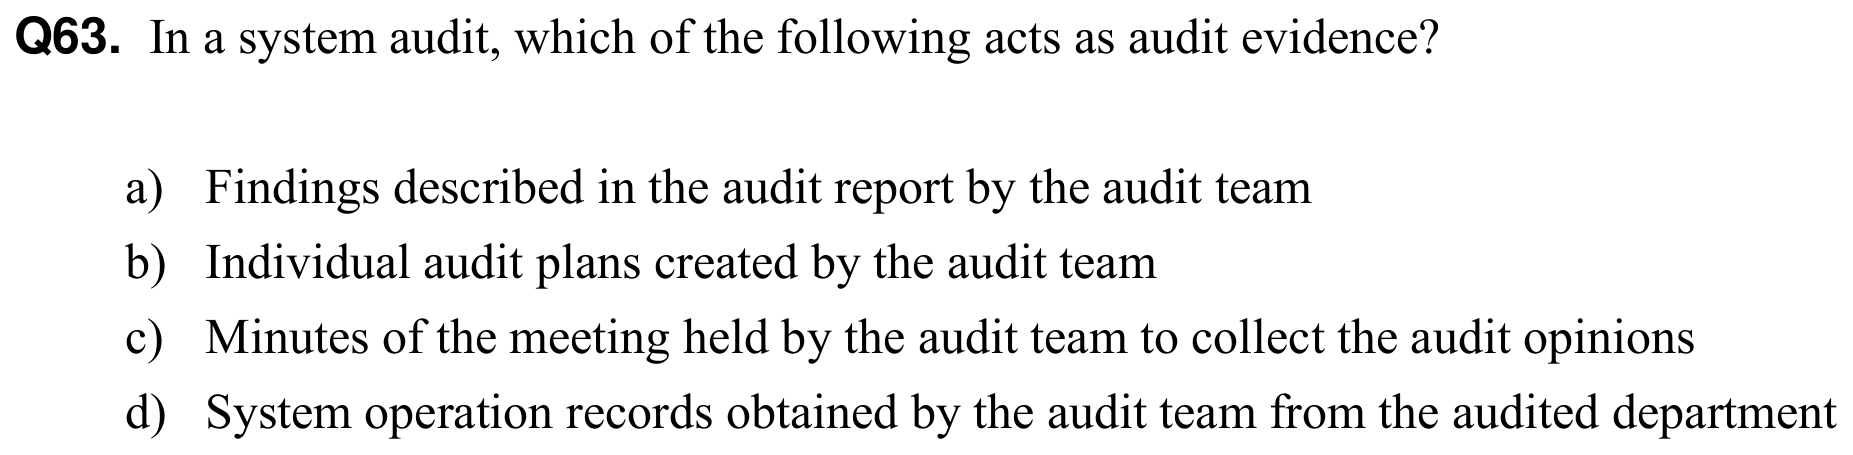 Q63. In a system audit, which of the following acts as audit evidence?
a) Findings described in the audit report by the audit team
b) Individual audit plans created by the audit team
c) Minutes of the meeting held by the audit team to collect the audit opinions
d) System operation records obtained by the audit team from the audited department